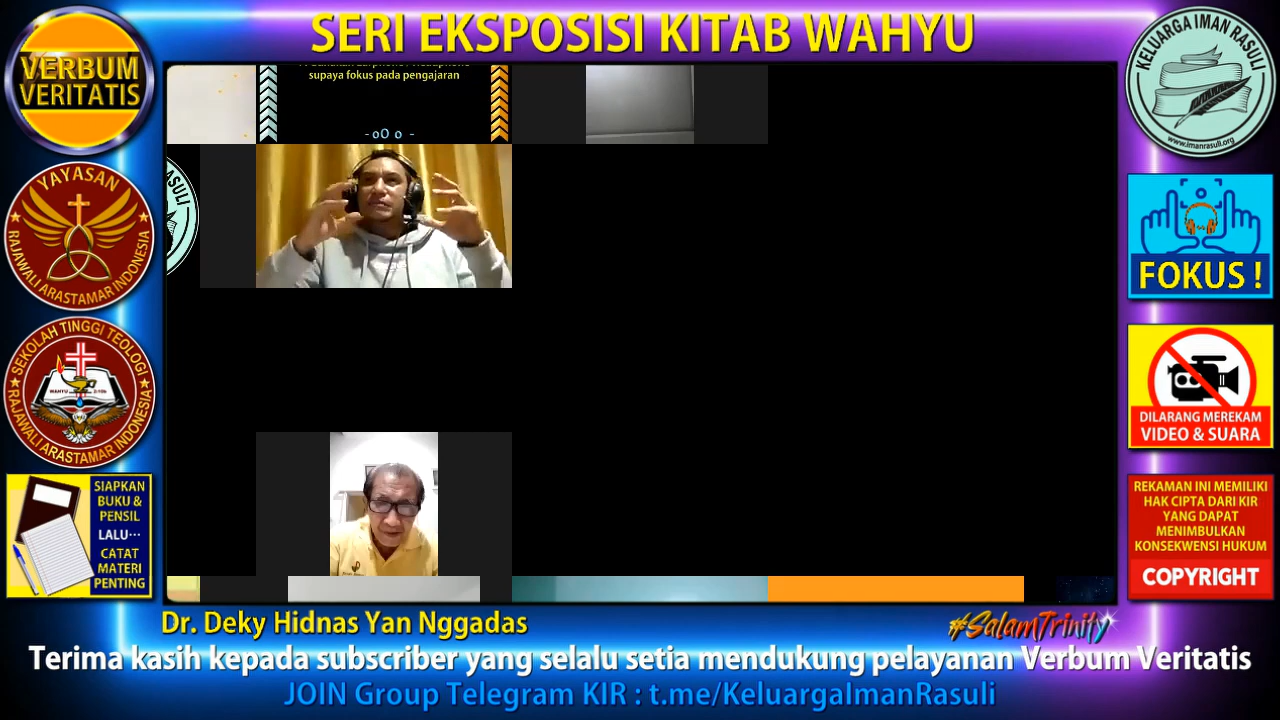 SERI EKSPOSISI KITAB WAHYU
VERBUM
VERITATIS
KELUARGA IMAN RASULI
www.imanrasuli.org
supaya fokus pada pengajaran
- oO o -
YAYASAN
RAJAWALI ARASTAMAR INDONESIA
RASULI
FOKUS !
SEKOLAH TINGGI TEOLOGI
WAHYU
RAJAWALI ARASTAMAR INDONESIA
DILARANG MEREKAM
VIDEO & SUARA
SIAPKAN
BUKU &
PENSIL
LALU...
CATAT
MATERI
PENTING
REKAMAN INI MEMILIKI
HAK CIPTA DARI KIR
YANG DAPAT
MENIMBULKAN
KONSEKWENSI HUKUM
COPYRIGHT
Dr. Deky Hidnas Yan Nggadas
#SalamTrinity
Terima kasih kepada subscriber yang selalu setia mendukung pelayanan Verbum Veritatis
JOIN Group Telegram KIR : t.me/KeluargaImanRasuli